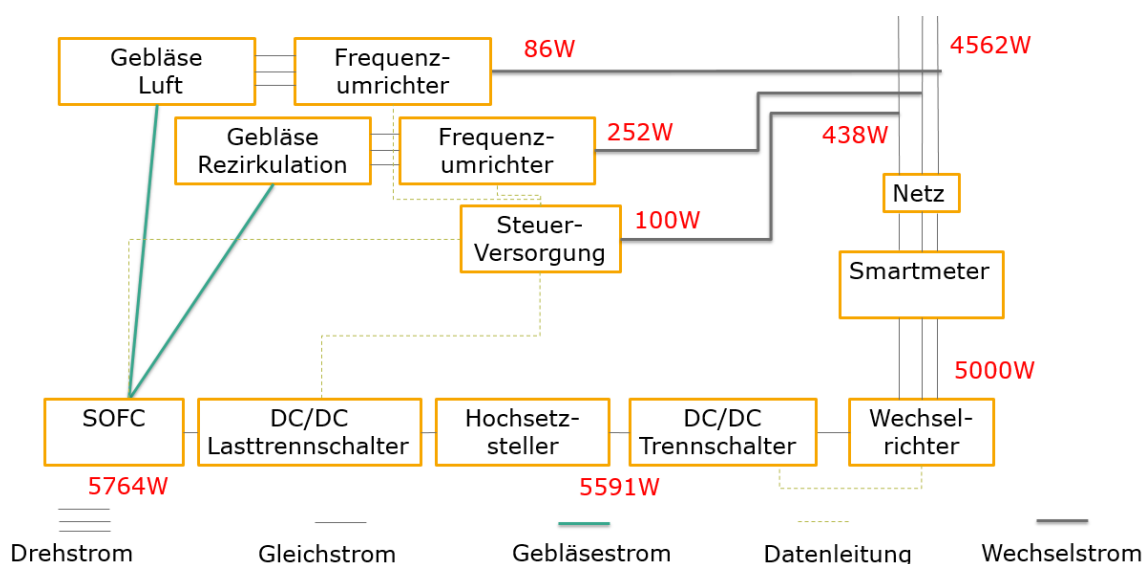 Gebläse
Luft
Frequenz-
umrichter
86W
4562W
Gebläse
Rezirkulation
Frequenz-
umrichter
252W
438W
Netz
Steuer-
Versorgung
100W
Smartmeter
5000W
SOFC
DC/DC
Lasttrennschalter
Hochsetz-
steller
DC/DC
Trennschalter
Wechsel-
richter
5764W
5591W
Drehstrom
Gleichstrom
Gebläsestrom
Datenleitung
Wechselstrom